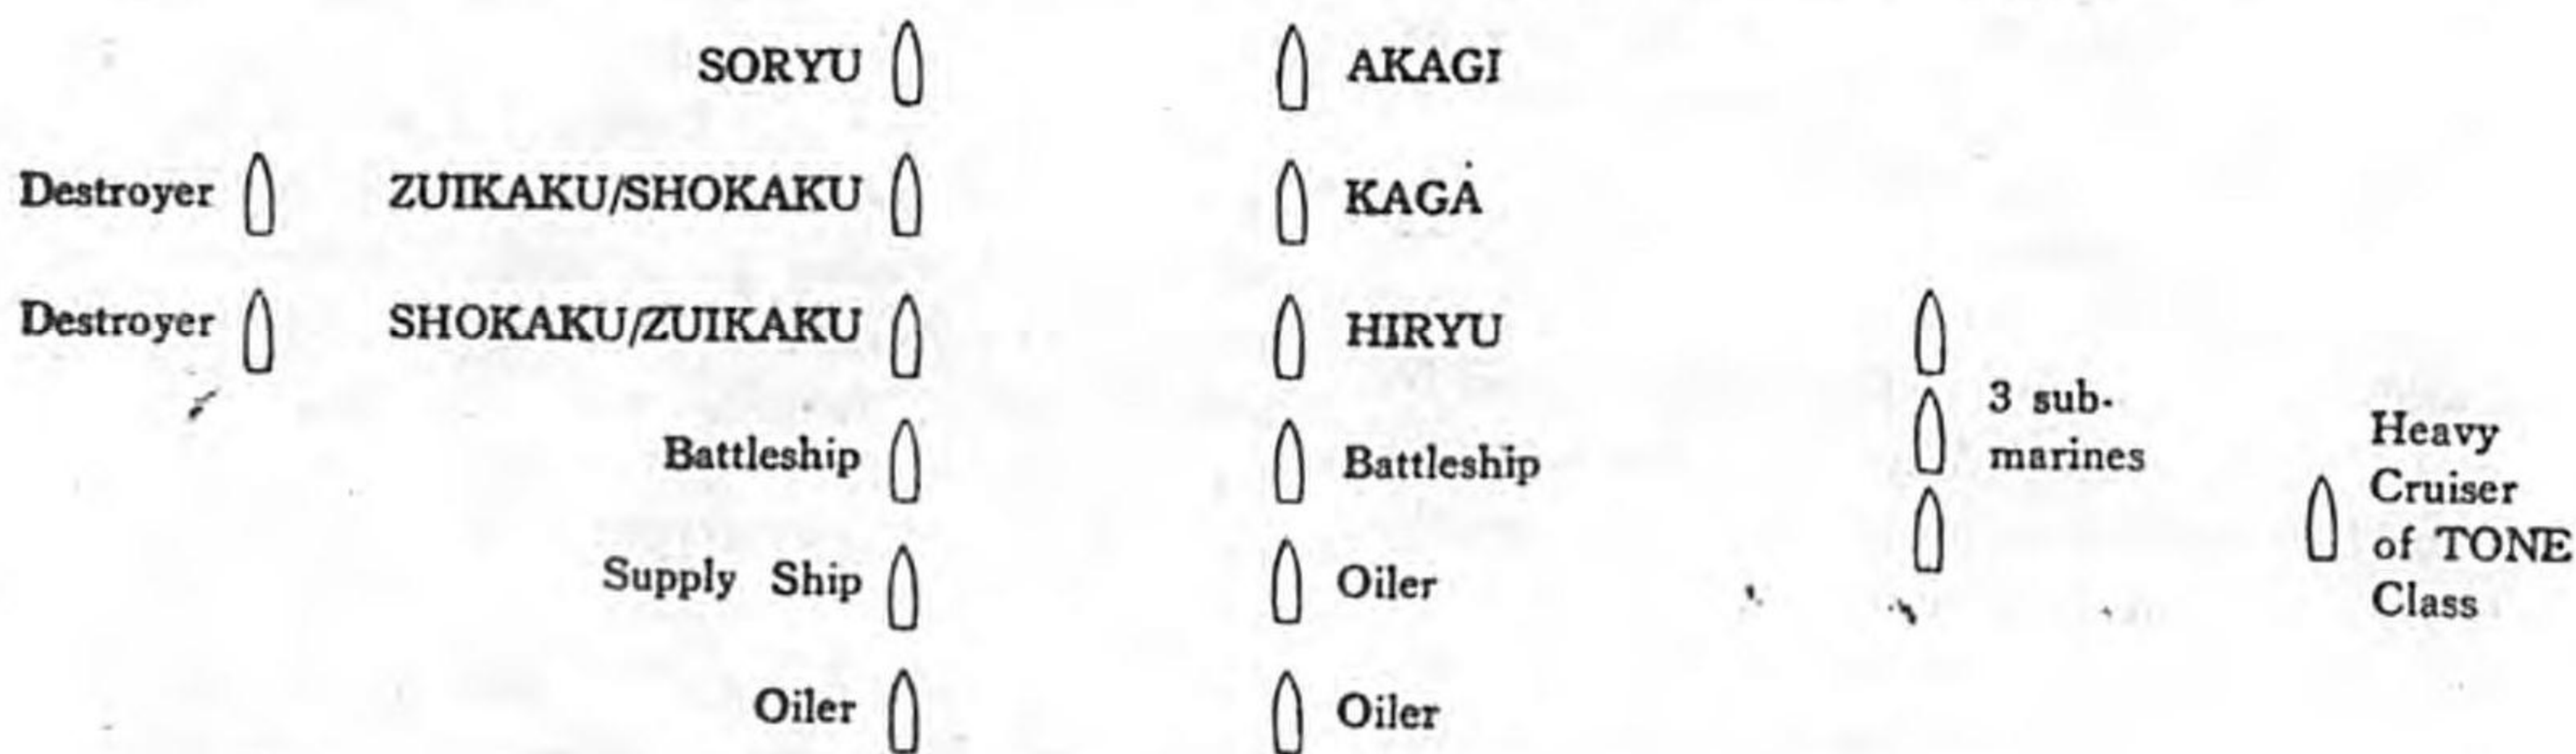 SORYU AKAGI
Destroyer ZUIKAKU/SHOKAKU KAGA
Destroyer SHOKAKU/ZUIKAKU HIRYU
3 sub-
marines
Battleship Battleship
Heavy
Cruiser
of TONE
Class
Supply Ship Oiler
Oiler Oiler